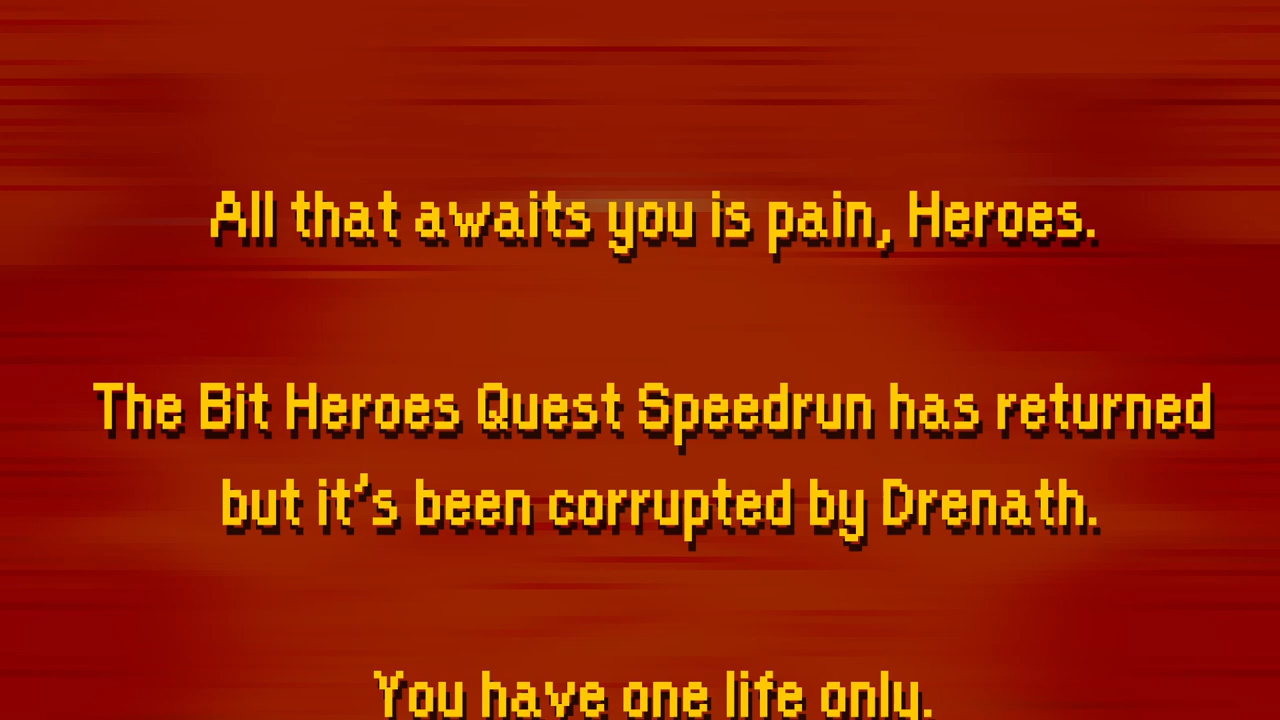 All that awaits you is pain, Heroes.
The Bit Heroes Quest Speedrun has returned
but it's been corrupted by Drenath.
You have one life only.